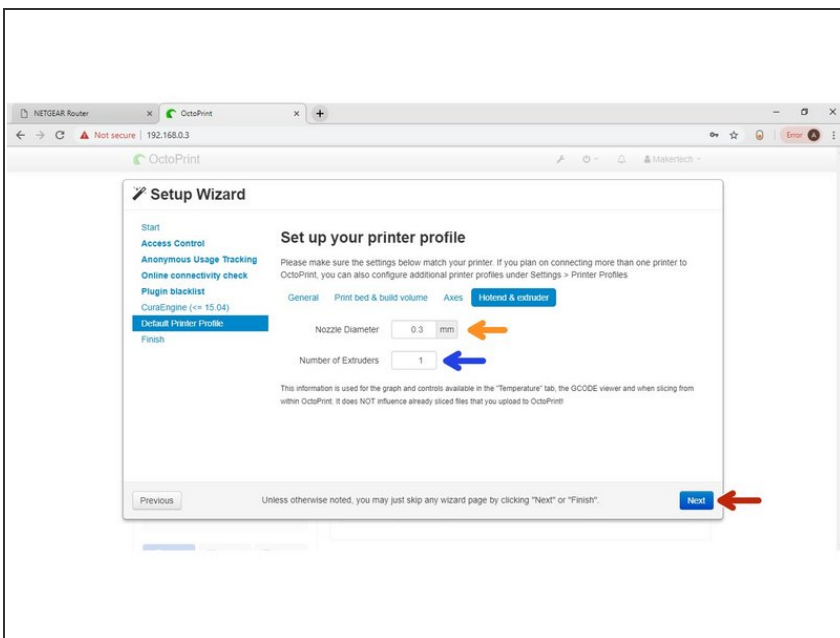 NETGEAR Router
OctoPrint
Not secure | 192.168.0.3
Error A
OctoPrint
Makertech
Setup Wizard
Start
Access Control
Anonymous Usage Tracking
Online connectivity check
Plugin blacklist
CuraEngine (<= 15.04)
Default Printer Profile
Finish
Set up your printer profile
Please make sure the settings below match your printer. If you plan on connecting more than one printer to
OctoPrint, you can also configure additional printer profiles under Settings > Printer Profiles
General Print bed & build volume Axes Hotend & extruder
Nozzle Diameter 0.3 mm
Number of Extruders 1
This information is used for the graph and controls available in the "Temperature" tab, the GCODE viewer and when slicing from
within OctoPrint. It does NOT influence already sliced files that you upload to OctoPrint!
Previous
Unless otherwise noted, you may just skip any wizard page by clicking "Next" or "Finish".
Next